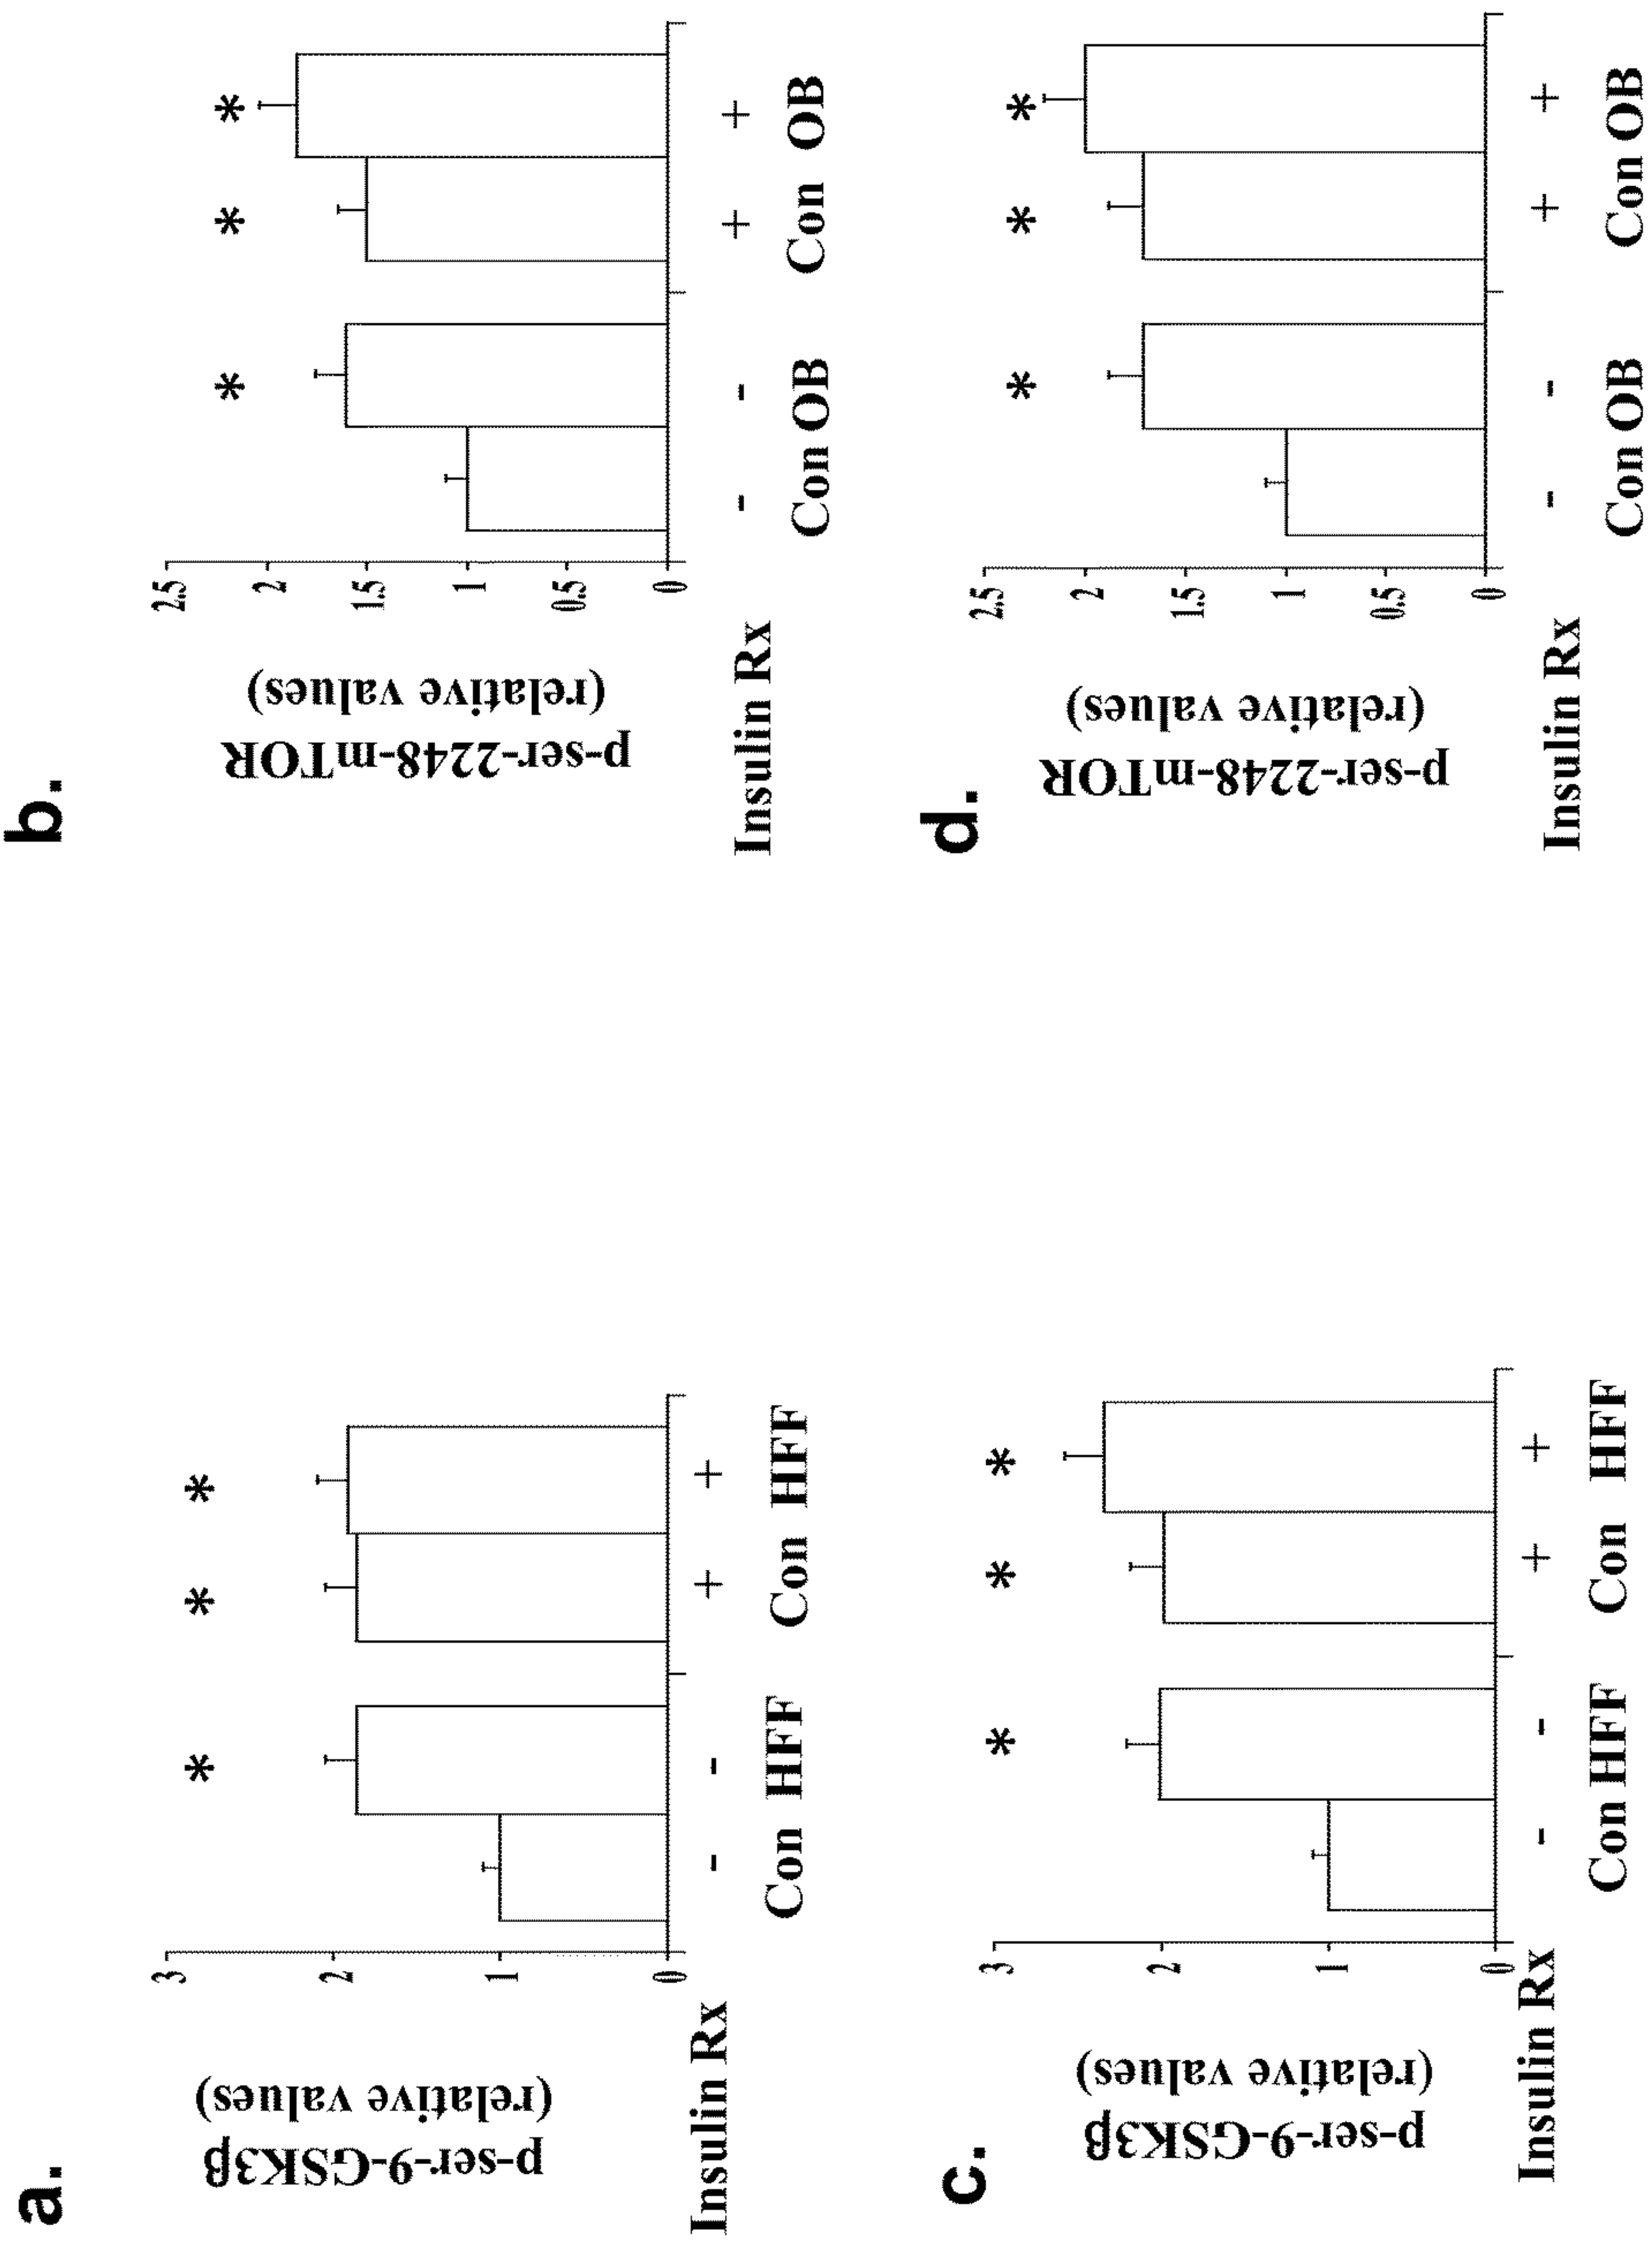 a.
p-ser-9-GSK3β
(relative values)
3
2
1
0
*
*
*
Insulin Rx
- - + +
Con HFF Con HFF
b.
p-ser-2248-mTOR
(relative values)
2.5
2
1.5
1
0.5
0
*
*
*
Insulin Rx
- - + +
Con OB Con OB
c.
p-ser-9-GSK3β
(relative values)
3
2
1
0
*
*
*
Insulin Rx
- - + +
Con HFF Con HFF
d.
p-ser-2248-mTOR
(relative values)
2.5
2
1.5
1
0.5
0
*
*
*
Insulin Rx
- - + +
Con OB Con OB